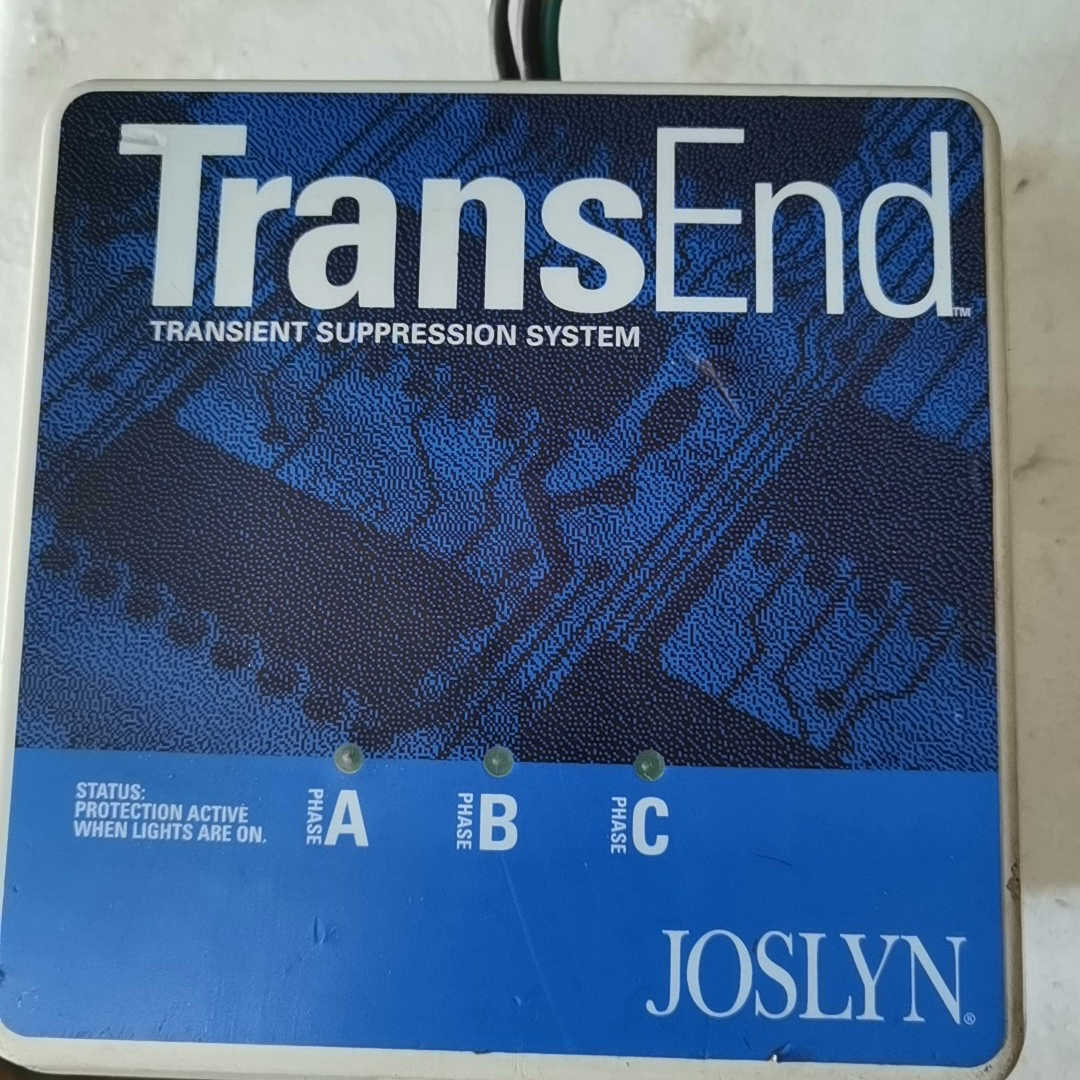 TransEnd™
TRANSIENT SUPPRESSION SYSTEM
STATUS:
PROTECTION ACTIVE
WHEN LIGHTS ARE ON.
PHASE A
PHASE B
PHASE C
JOSLYN®